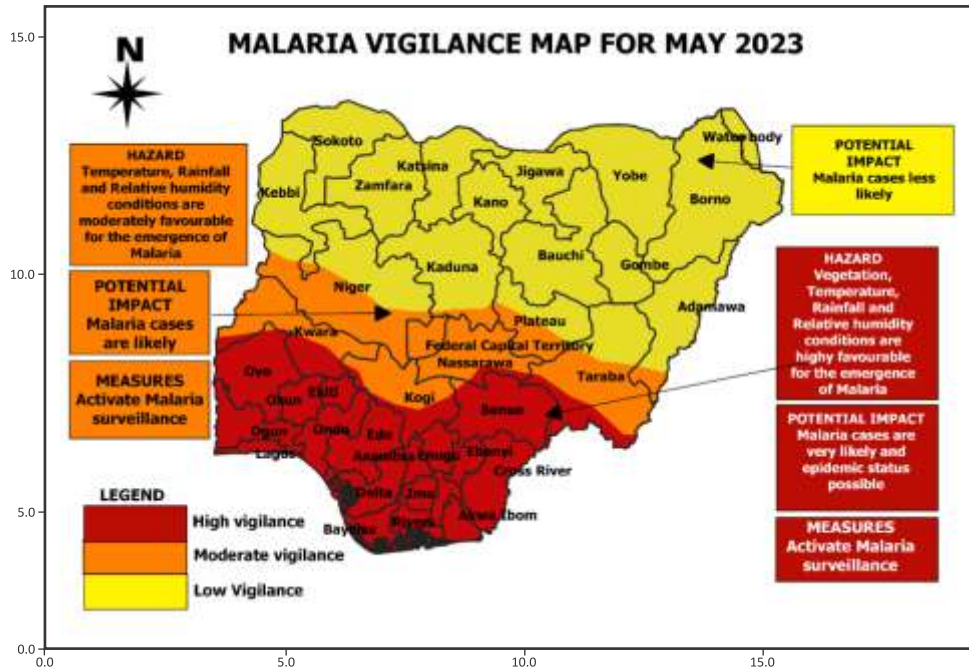 MALARIA VIGILANCE MAP FOR MAY 2023
N
15.0
10.0
5.0
0.0
0.0
5.0
10.0
15.0
HAZARD
Temperature, Rainfall
and Relative humidity
conditions are
moderately favourable
for the emergence of
Malaria
POTENTIAL
IMPACT
Malaria cases
are likely
MEASURES
Activate Malaria
surveillance
LEGEND
High vigilance
Moderate vigilance
Low Vigilance
Sokoto
Katsina
Kebbi
Zamfara
Kano
Jigawa
Yobe
Water body
Borno
Kaduna
Bauchi
Gombe
Adamawa
Niger
Plateau
Kwara
Federal Capital Territory
Nassarawa
Taraba
Kogi
Oyo
Ekiti
Ogun
Ondo
Edo
Lagos
Anambra
Enugu
Ebonyi
Cross River
Delta
Imo
Rivers
Akwa Ibom
POTENTIAL
IMPACT
Malaria cases less
likely
HAZARD
Vegetation,
Temperature,
Rainfall and
Relative humidity
conditions are
highy favourable
for the emergence
of Malaria
POTENTIAL IMPACT
Malaria cases are
very likely and
epidemic status
possible
MEASURES
Activate Malaria
surveillance